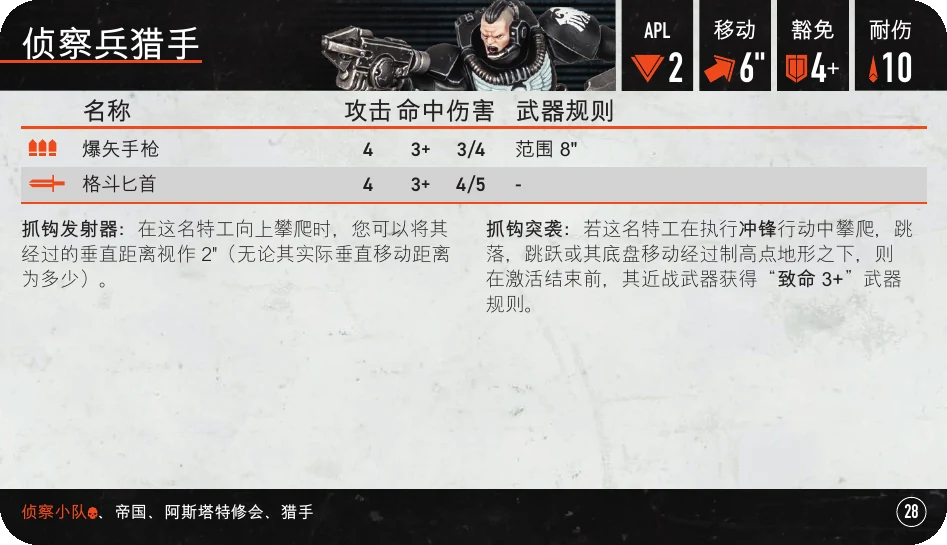 侦察兵猎手
APL 移动 豁免 耐伤
2 6" 4+ 10
名称 攻击 命中 伤害 武器规则
爆矢手枪 4 3+ 3/4 范围 8"
格斗匕首 4 3+ 4/5 -
抓钩发射器：在这名特工向上攀爬时，您可以将其
经过的垂直距离视作 2"（无论其实际垂直移动距离
为多少）。
抓钩突袭：若这名特工在执行冲锋行动中攀爬，跳
落，跳跃或其底盘移动经过制高点地形之下，则
在激活结束前，其近战武器获得“致命 3+”武器
规则。
侦察小队、帝国、阿斯塔特修会、猎手
28